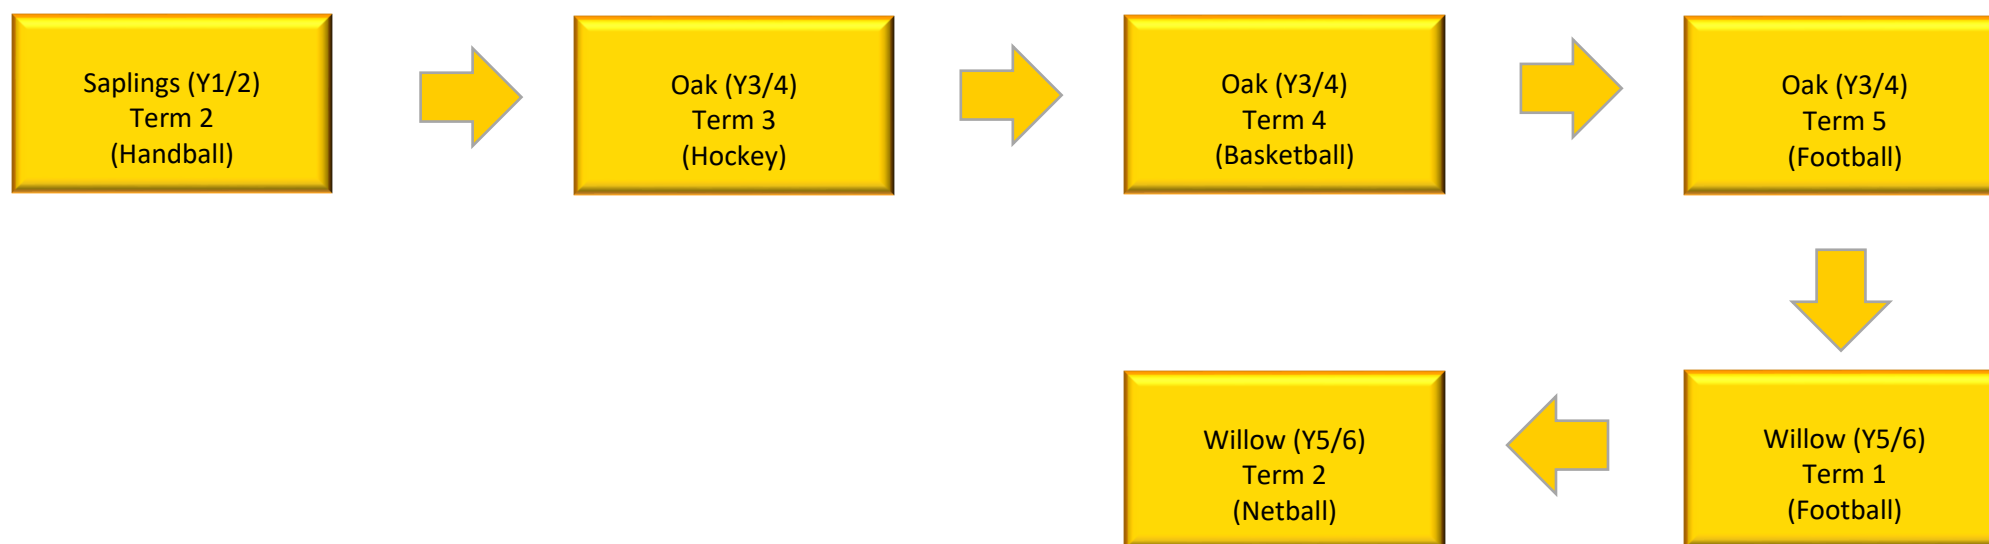 Saplings (Y1/2)
Term 2
(Handball)
Oak (Y3/4)
Term 3
(Hockey)
Oak (Y3/4)
Term 4
(Basketball)
Oak (Y3/4)
Term 5
(Football)
Willow (Y5/6)
Term 1
(Football)
Willow (Y5/6)
Term 2
(Netball)